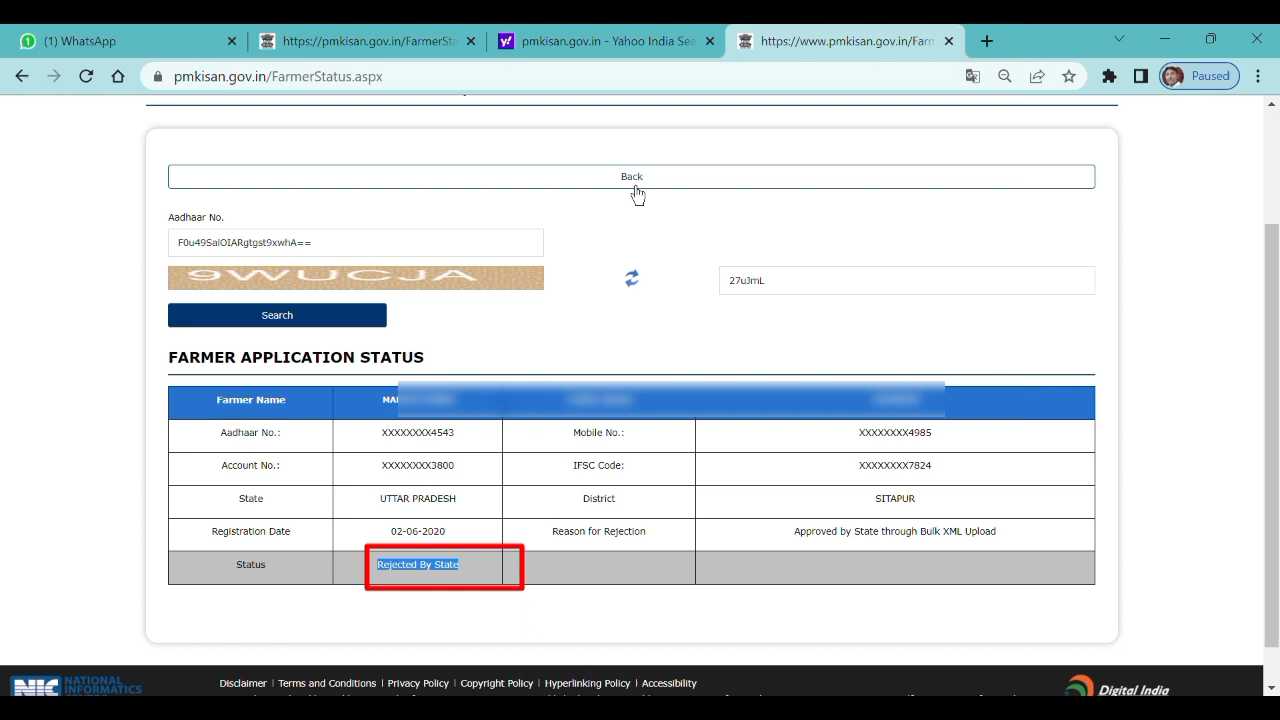 (1) WhatsApp
https://pmkisan.gov.in/FarmerSta
pmkisan.gov.in - Yahoo India Sea
https://www.pmkisan.gov.in/Farm
pmkisan.gov.in/FarmerStatus.aspx
Paused
Back
Aadhaar No.
F0u49SalOIARgtgst9xwhA==
9WUCJA
27uJmL
Search
FARMER APPLICATION STATUS
Farmer Name
Aadhaar No.: XXXXXXXX4543 Mobile No.: XXXXXXXX4985
Account No.: XXXXXXXX3800 IFSC Code: XXXXXXXX7824
State UTTAR PRADESH District SITAPUR
Registration Date 02-06-2020 Reason for Rejection Approved by State through Bulk XML Upload
Status Rejected By State
NIC NATIONAL
INFORMATICS
Disclaimer | Terms and Conditions | Privacy Policy | Copyright Policy | Hyperlinking Policy | Accessibility
Digital India